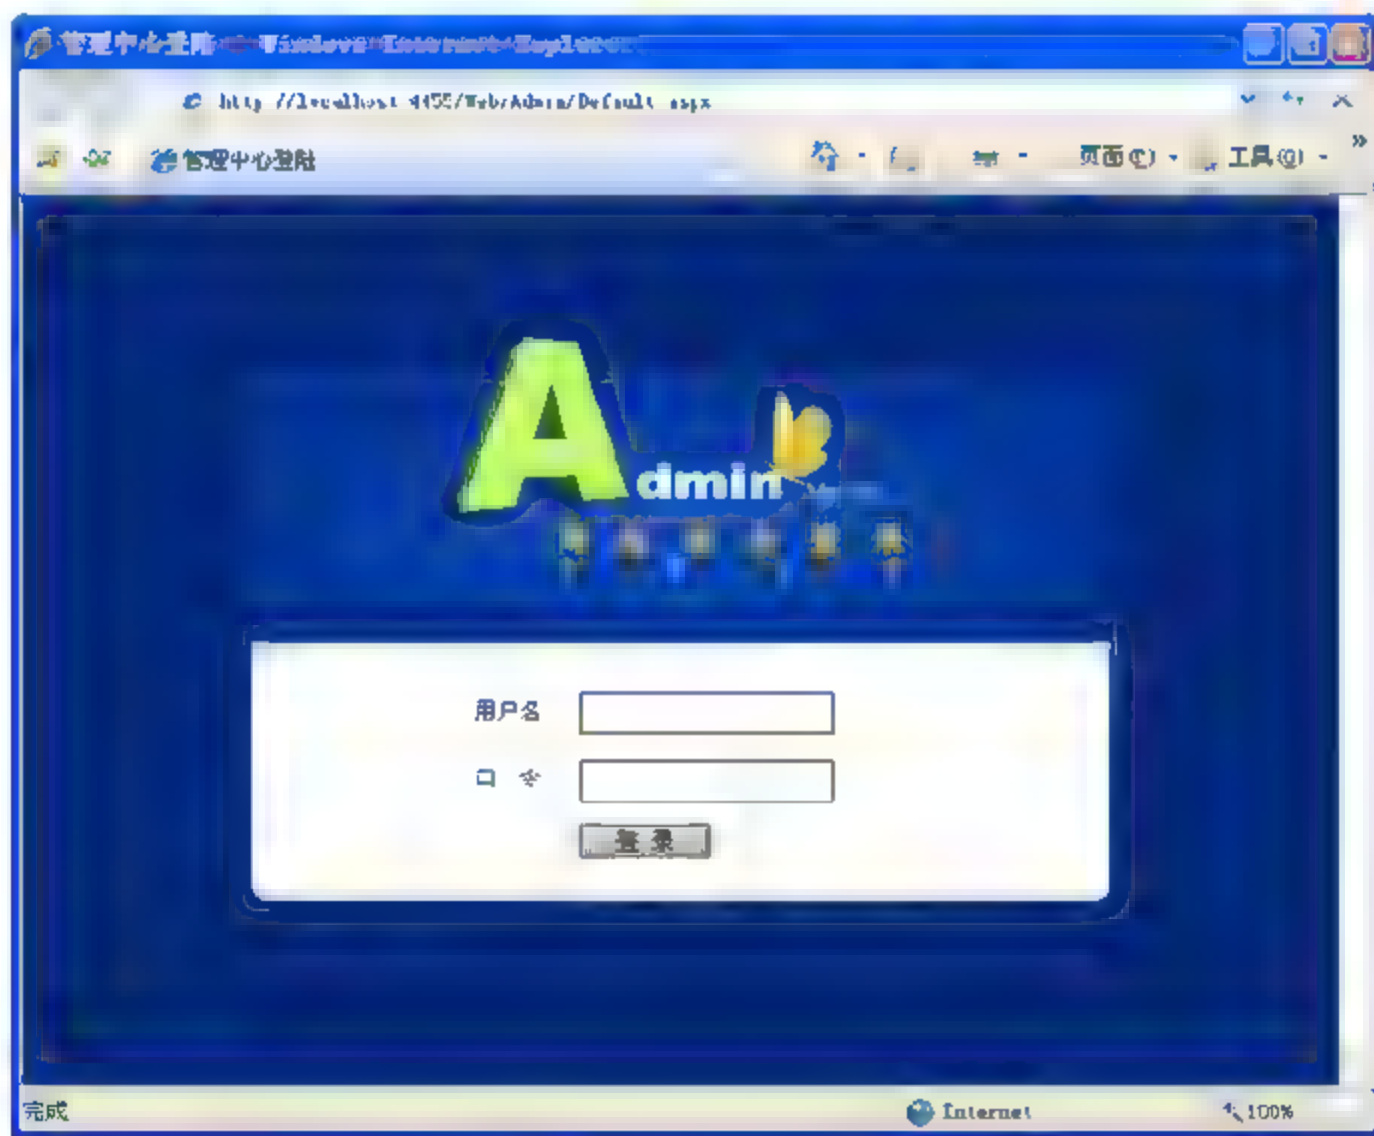 管理中心登陆 - Windows Internet Explorer
http://localhost:4455/Web/Admin/Default.aspx
管理中心登陆 页面(P) 工具(O) »
Admin
用户名
口 令
登 录
完成 Internet 100%